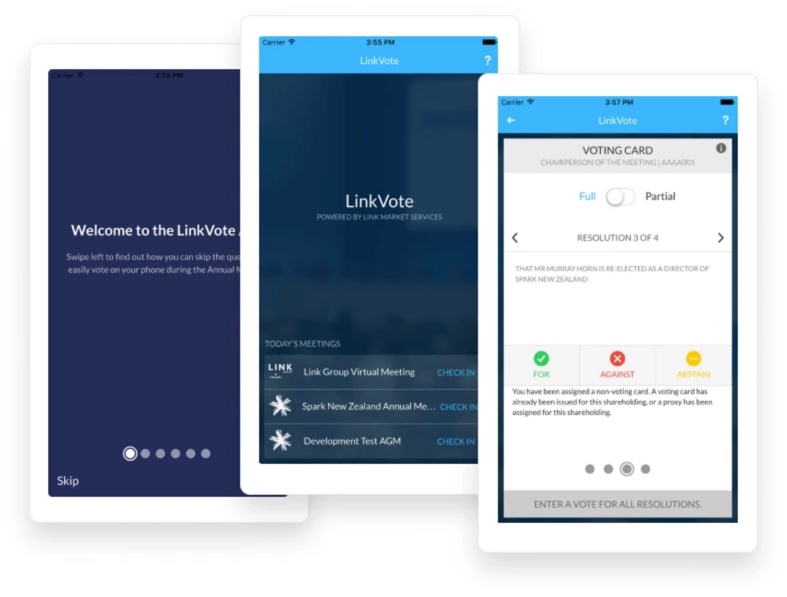 Carrier 3:55 PM
Welcome to the LinkVote
Swipe left to find out how you can skip the que
easily vote on your phone during the Annual
Skip
Carrier 3:55 PM
LinkVote ?
LinkVote
POWERED BY LINK MARKET SERVICES
TODAY'S MEETINGS
LINK Link Group Virtual Meeting CHECK IN
Spark New Zealand Annual Me... CHECK IN
Development Test AGM CHECK IN
Carrier 3:57 PM
LinkVote ?
VOTING CARD
CHAIRPERSON OF THE MEETING | AAAA001
Full Partial
RESOLUTION 3 OF 4
THAT MR MURRAY HORN IS RE-ELECTED AS A DIRECTOR OF
SPARK NEW ZEALAND
FOR AGAINST ABSTAIN
You have been assigned a non-voting card. A voting card has
already been issued for this shareholding, or a proxy has been
assigned for this shareholding.
ENTER A VOTE FOR ALL RESOLUTIONS.